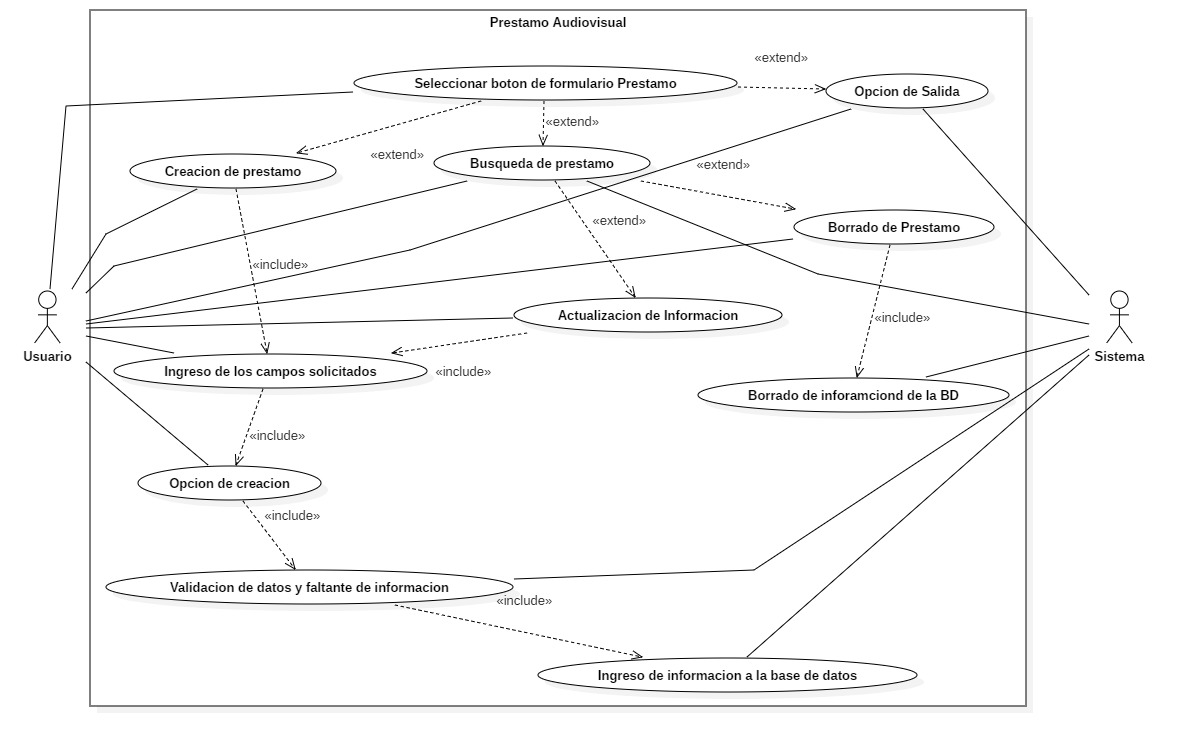 Prestamo Audiovisual
«extend»
Seleccionar boton de formulario Prestamo
Opcion de Salida
«extend»
«extend»
Busqueda de prestamo
«extend»
Creacion de prestamo
«extend»
Borrado de Prestamo
«include»
Actualizacion de Informacion
«include»
Usuario
Sistema
Ingreso de los campos solicitados
«include»
Borrado de inforamciond de la BD
«include»
Opcion de creacion
«include»
Validacion de datos y faltante de informacion
«include»
Ingreso de informacion a la base de datos